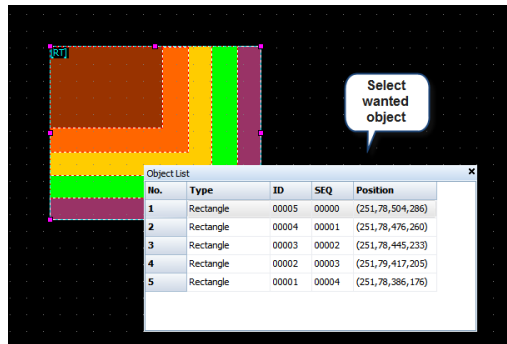 [RT]
Select
wanted
object
Object List ×
No. Type ID SEQ Position
1 Rectangle 00005 00000 (251,78,504,286)
2 Rectangle 00004 00001 (251,78,476,260)
3 Rectangle 00003 00002 (251,78,445,233)
4 Rectangle 00002 00003 (251,79,417,205)
5 Rectangle 00001 00004 (251,78,386,176)